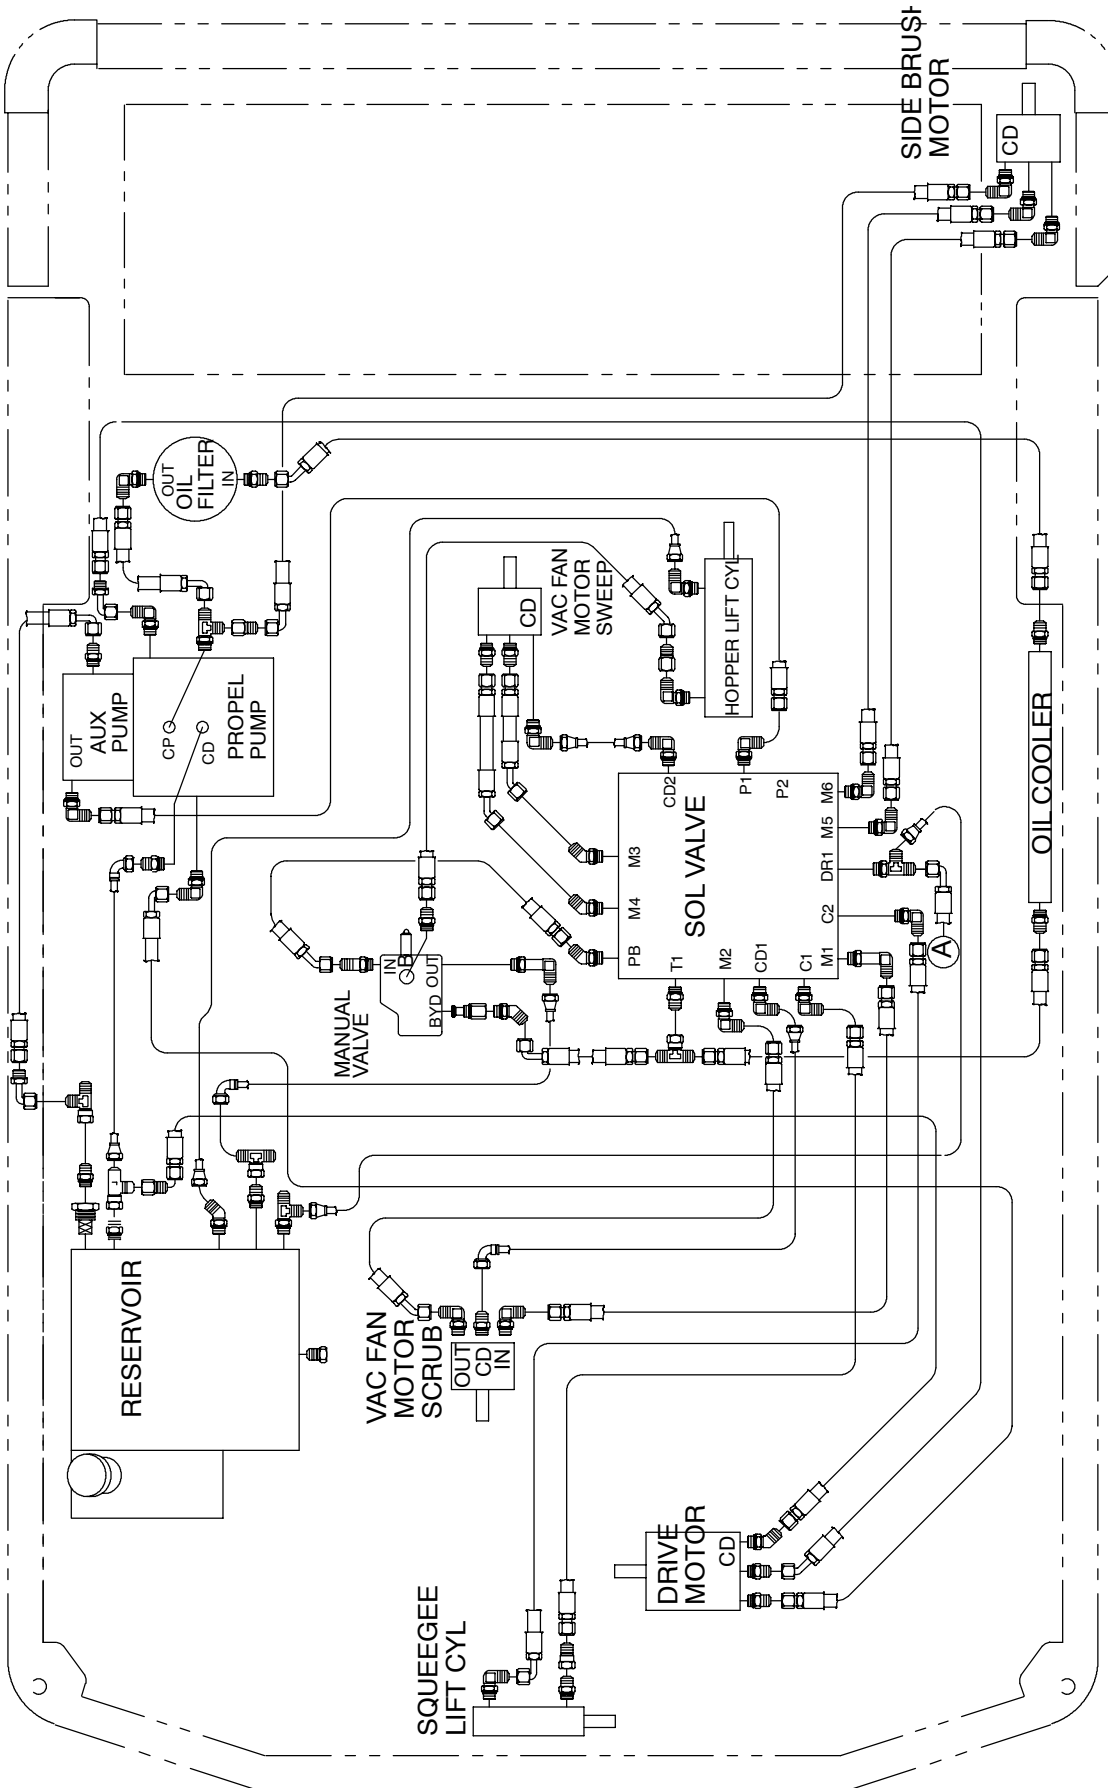 SIDE BRUSH
MOTOR
CD
OUT
OIL
FILTER
IN
OUT
AUX
PUMP
CP
CD
PROPEL
PUMP
CD
VAC FAN
MOTOR
SWEEP
HOPPER LIFT CYL
SOL VALVE
CD2
P1
P2
M3
M4
PB
M6
M5
DR1
C2
T1
M2
CD1
C1
M1
A
OIL COOLER
MANUAL
VALVE
IN
B
OUT
BYD
RESERVOIR
VAC FAN
MOTOR
SCRUB
OUT
CD
IN
DRIVE
MOTOR
CD
SQUEEGEE
LIFT CYL